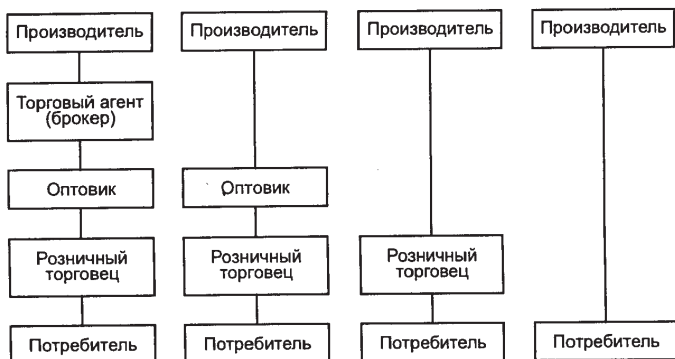 Производитель
Торговый агент
(брокер)
Оптовик
Розничный
торговец
Потребитель
Производитель
Оптовик
Розничный
торговец
Потребитель
Производитель
Розничный
торговец
Потребитель
Производитель
Потребитель